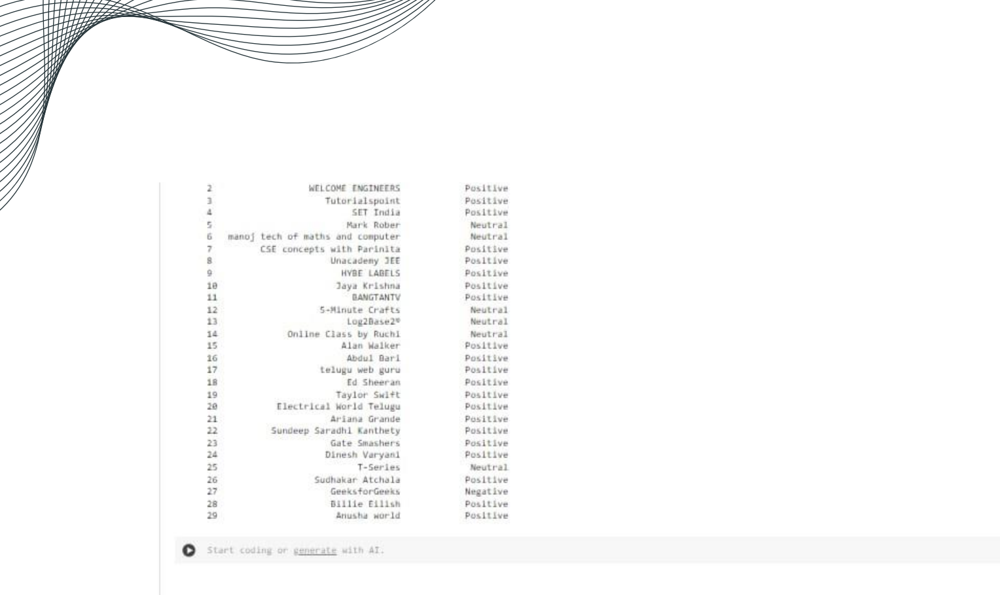 2 WELCOME ENGINEERS Positive
3 Tutorialspoint Positive
4 SET India Positive
5 Mark Rober Neutral
6 manoj tech of maths and computer Neutral
7 CSE concepts with Parinita Positive
8 Unacademy JEE Positive
9 HYBE LABELS Positive
10 Jaya Krishna Positive
11 BANGTANTV Positive
12 5-Minute Crafts Neutral
13 Log2Base2® Neutral
14 Online Class by Ruchi Neutral
15 Alan Walker Positive
16 Abdul Bari Positive
17 telugu web guru Positive
18 Ed Sheeran Positive
19 Taylor Swift Positive
20 Electrical World Telugu Positive
21 Ariana Grande Positive
22 Sundeep Saradhi Kanthety Positive
23 Gate Smashers Positive
24 Dinesh Varyani Positive
25 T-Series Neutral
26 Sudhakar Atchala Positive
27 GeeksforGeeks Negative
28 Billie Eilish Positive
29 Anusha world Positive
Start coding or generate with AI.